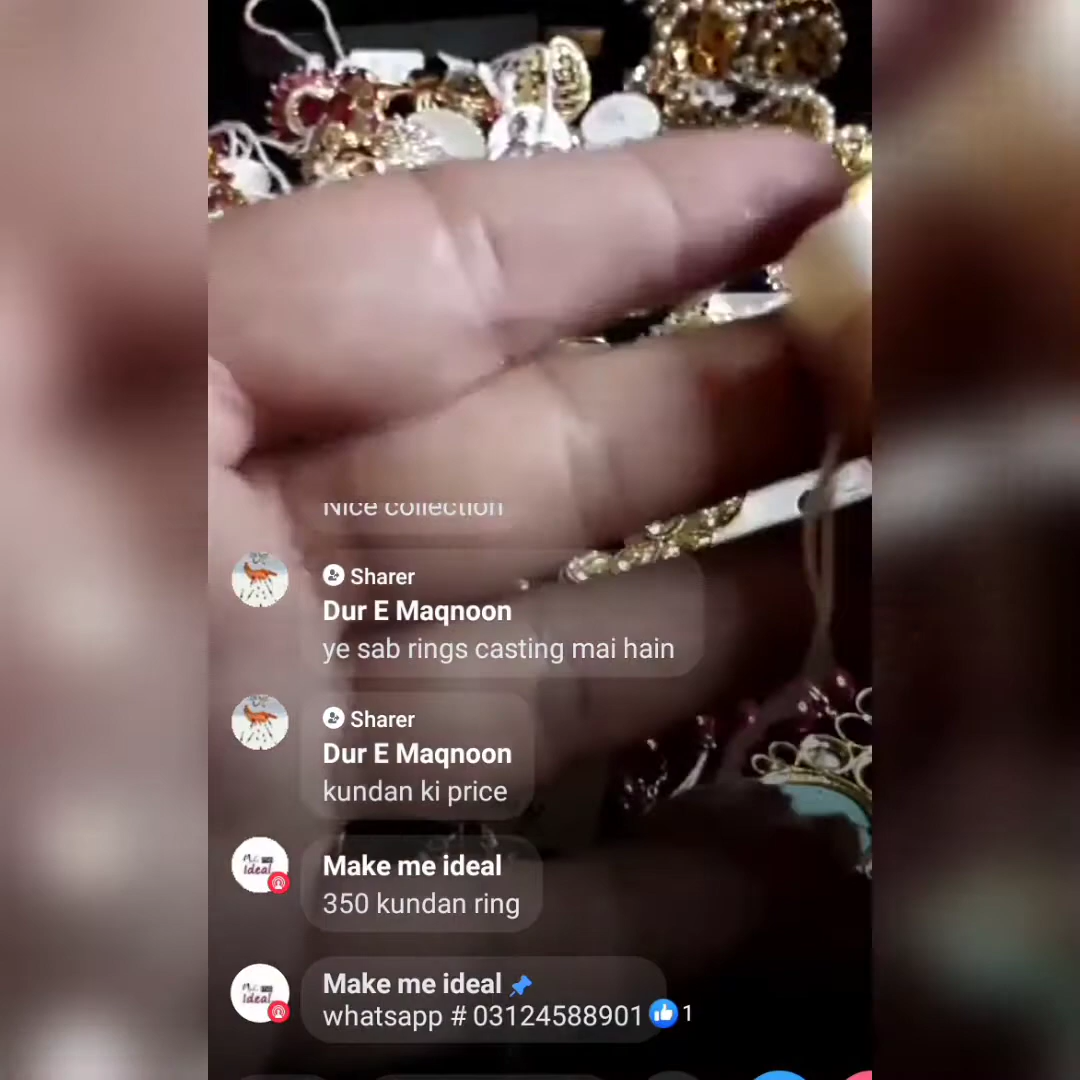 Nice collection
Sharer
Dur E Maqnoon
ye sab rings casting mai hain
Sharer
Dur E Maqnoon
kundan ki price
Make me ideal
350 kundan ring
Make me ideal
whatsapp # 03124588901 1